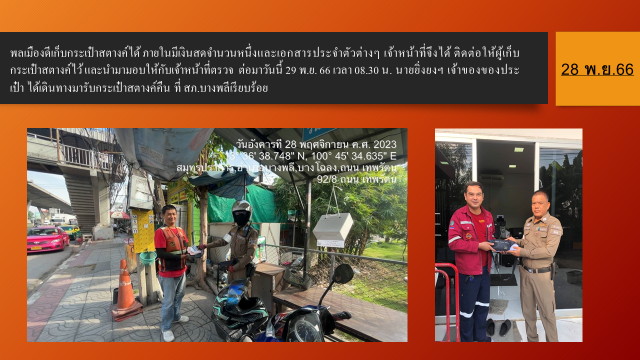 พลเมืองดีเก็บกระเป๋าสตางค์ได้ ภายในมีเงินสดจำนวนหนึ่งและเอกสารประจำตัวต่างๆ เจ้าหน้าที่จึงได้ ติดต่อให้ผู้เก็บ
กระเป๋าสตางค์ไว้ และนำมามอบให้กับเจ้าหน้าที่ตรวจ ต่อมาวันนี้ 29 พ.ย. 66 เวลา 08.30 น. นายยิ่งยงฯ เจ้าของของประ
เป๋า ได้เดินทางมารับกระเป๋าสตางค์คืน ที่ สภ.บางพลีเรียบร้อย
28 พ.ย.66
วันอังคารที่ 28 พฤศจิกายน ค.ศ. 2023
36' 38.748" N, 100° 45' 34.635" E
บางพลี,บางโฉลง,ถนน เทพรัตน
92/8 ถนน เทพรัตน